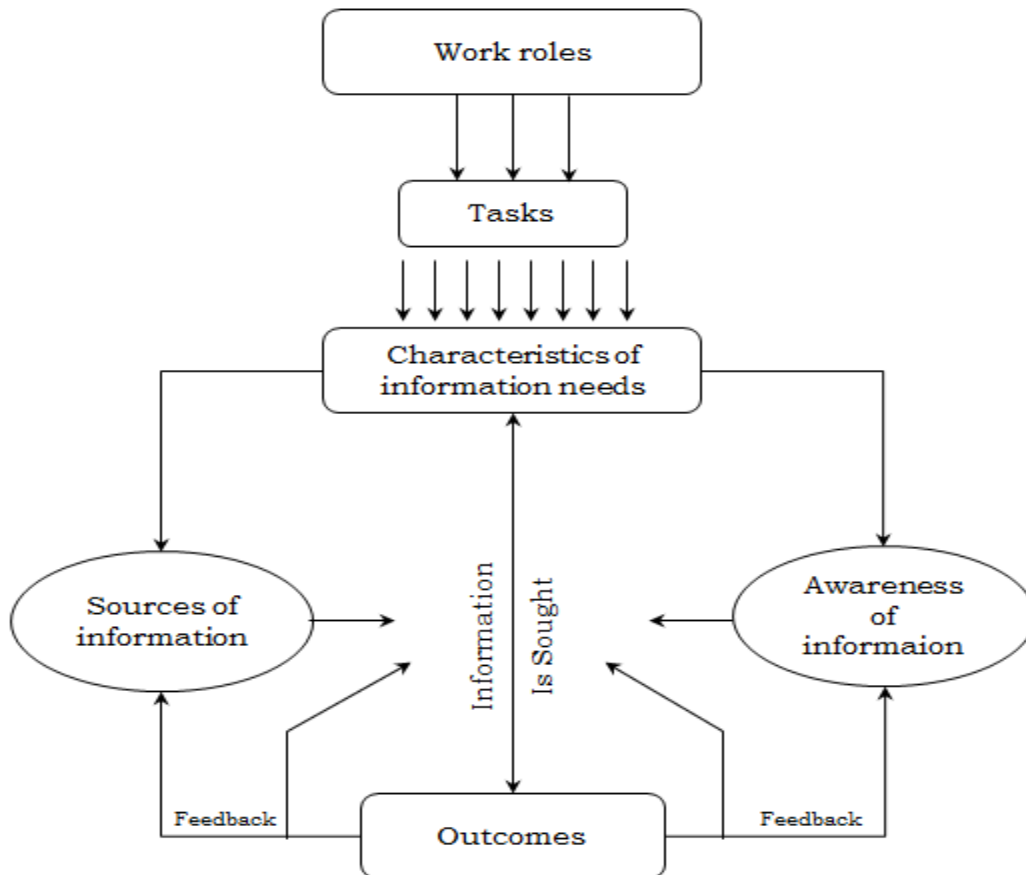 Work roles
Tasks
Characteristics of
information needs
Sources of
information
Information
Is Sought
Awareness
of
informaion
Feedback
Feedback
Outcomes